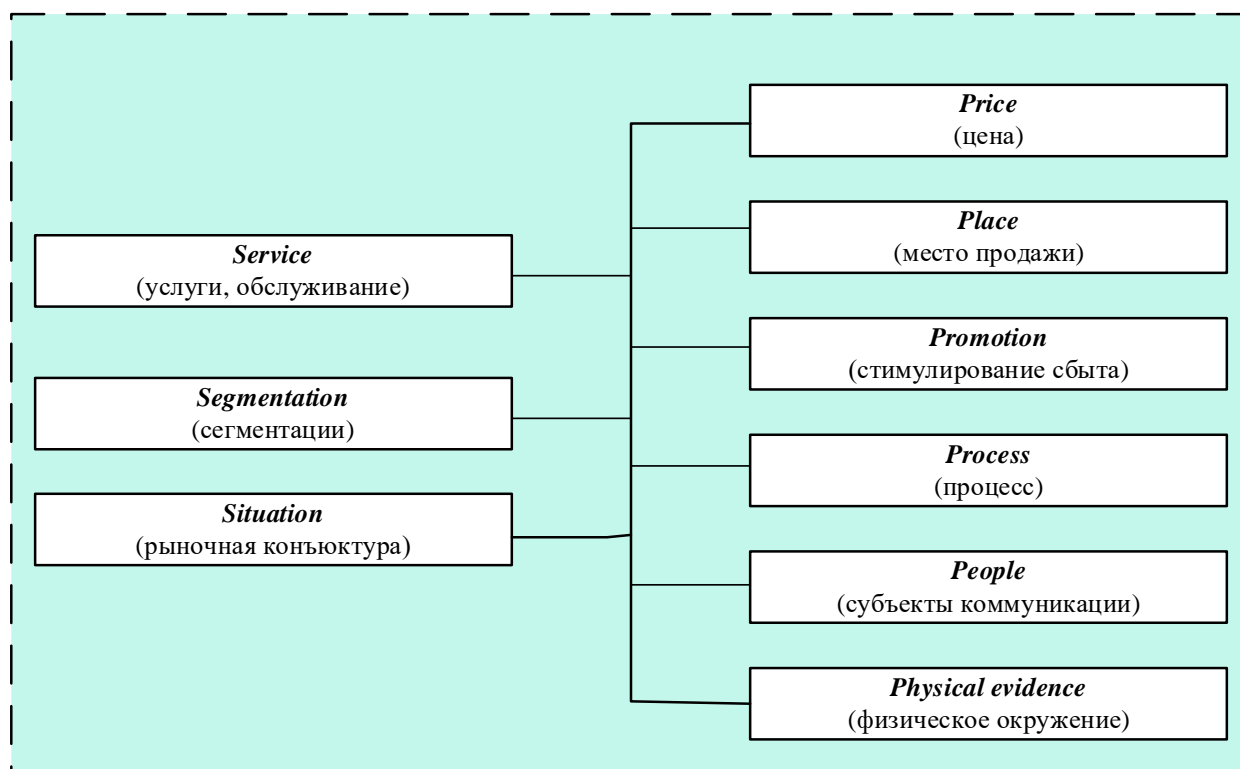 Service
(услуги, обслуживание)
Segmentation
(сегментации)
Situation
(рыночная конъюктура)
Price
(цена)
Place
(место продажи)
Promotion
(стимулирование сбыта)
Process
(процесс)
People
(субъекты коммуникации)
Physical evidence
(физическое окружение)